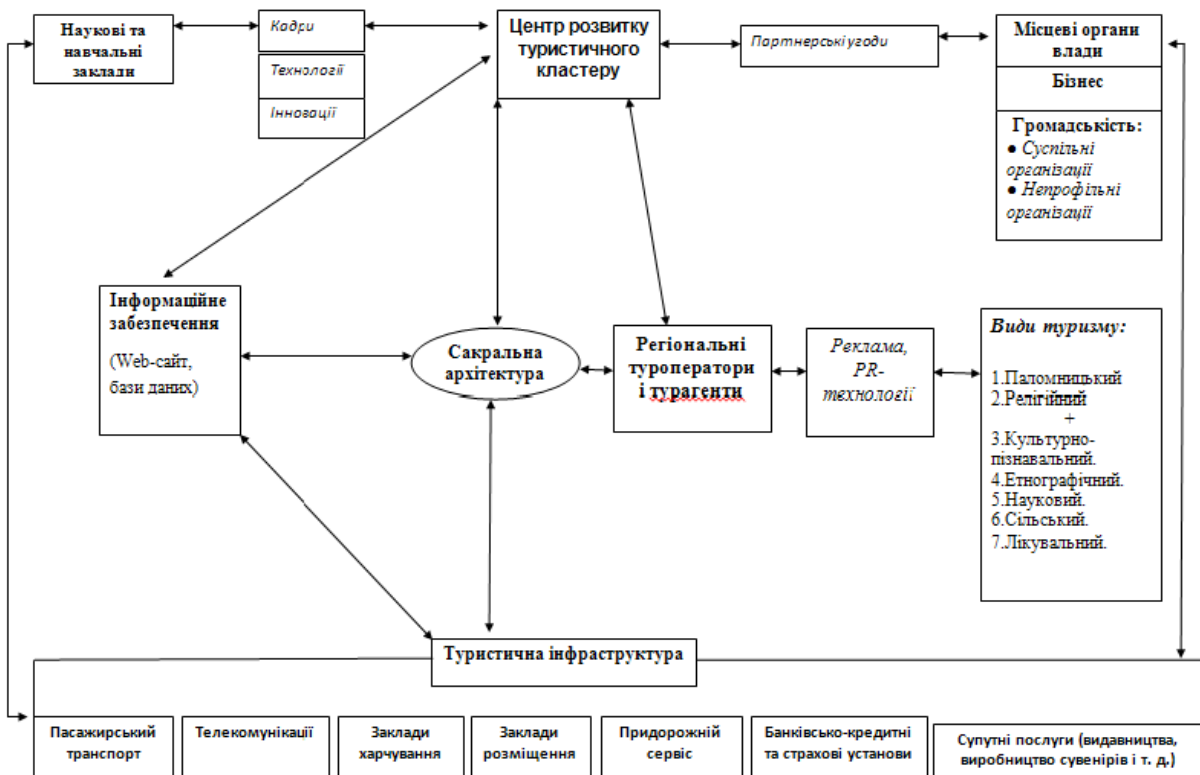 Наукові та
навчальні
заклади
Кадри
Технології
Інновації
Центр розвитку
туристичного
кластеру
Партнерські угоди
Місцеві органи
влади
Бізнес
Громадськість:
● Суспільні
організації
● Непрофільні
організації
Інформаційне
забезпечення
(Web-сайт,
бази даних)
Сакральна
архітектура
Регіональні
туроператори
і турагенти
Реклама,
PR-
технології
Види туризму:
1.Паломницький
2.Релігійний
+
3.Культурно-
пізнавальний.
4.Етнографічний.
5.Науковий.
6.Сільський.
7.Лікувальний.
Туристична інфраструктура
Пасажирський
транспорт
Телекомунікації
Заклади
харчування
Заклади
розміщення
Придорожній
сервіс
Банківсько-кредитні
та страхові установи
Супутні послуги (видавництва,
виробництво сувенірів і т. д.)